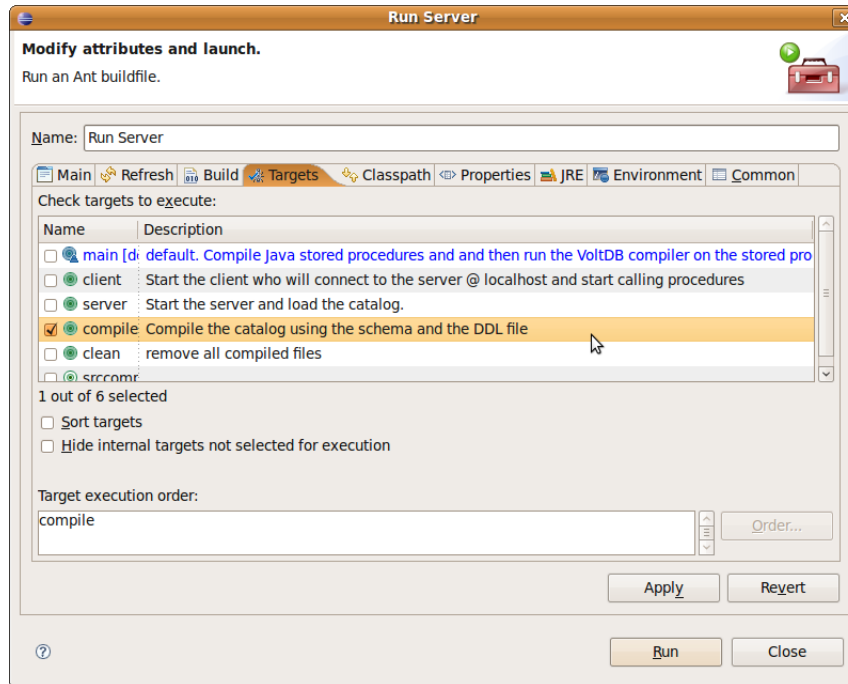 Run Server
Modify attributes and launch.
Run an Ant buildfile.
Name: Run Server
Main Refresh Build Targets Classpath Properties JRE Environment Common
Check targets to execute:
Name Description
main [de default. Compile Java stored procedures and and then run the VoltDB compiler on the stored pro
client Start the client who will connect to the server @ localhost and start calling procedures
server Start the server and load the catalog.
compile Compile the catalog using the schema and the DDL file
clean remove all compiled files
1 out of 6 selected
Sort targets
Hide internal targets not selected for execution
Target execution order:
compile
Order...
Apply Revert
? Run Close